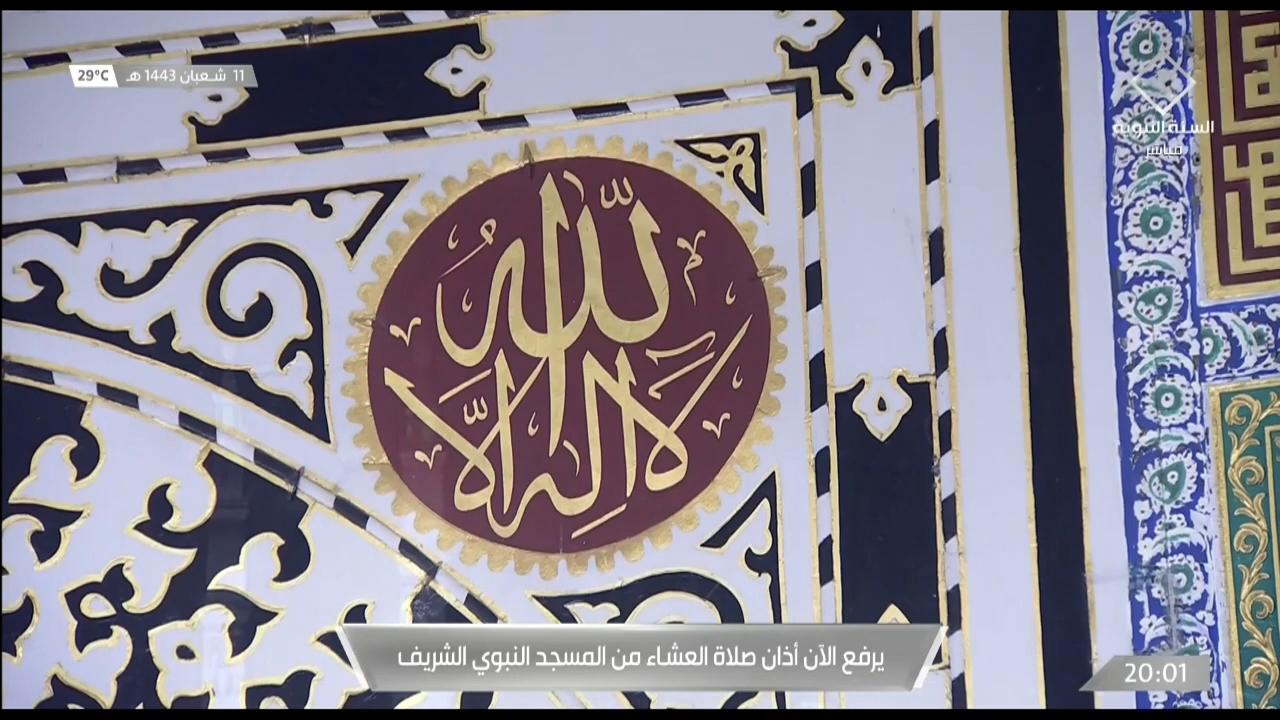 29°C 11 شعبان 1443 هـ
السنة النبوية
مباشر
لا إله إلا الله
يرفع الآن أذان صلاة العشاء من المسجد النبوي الشريف
20:01